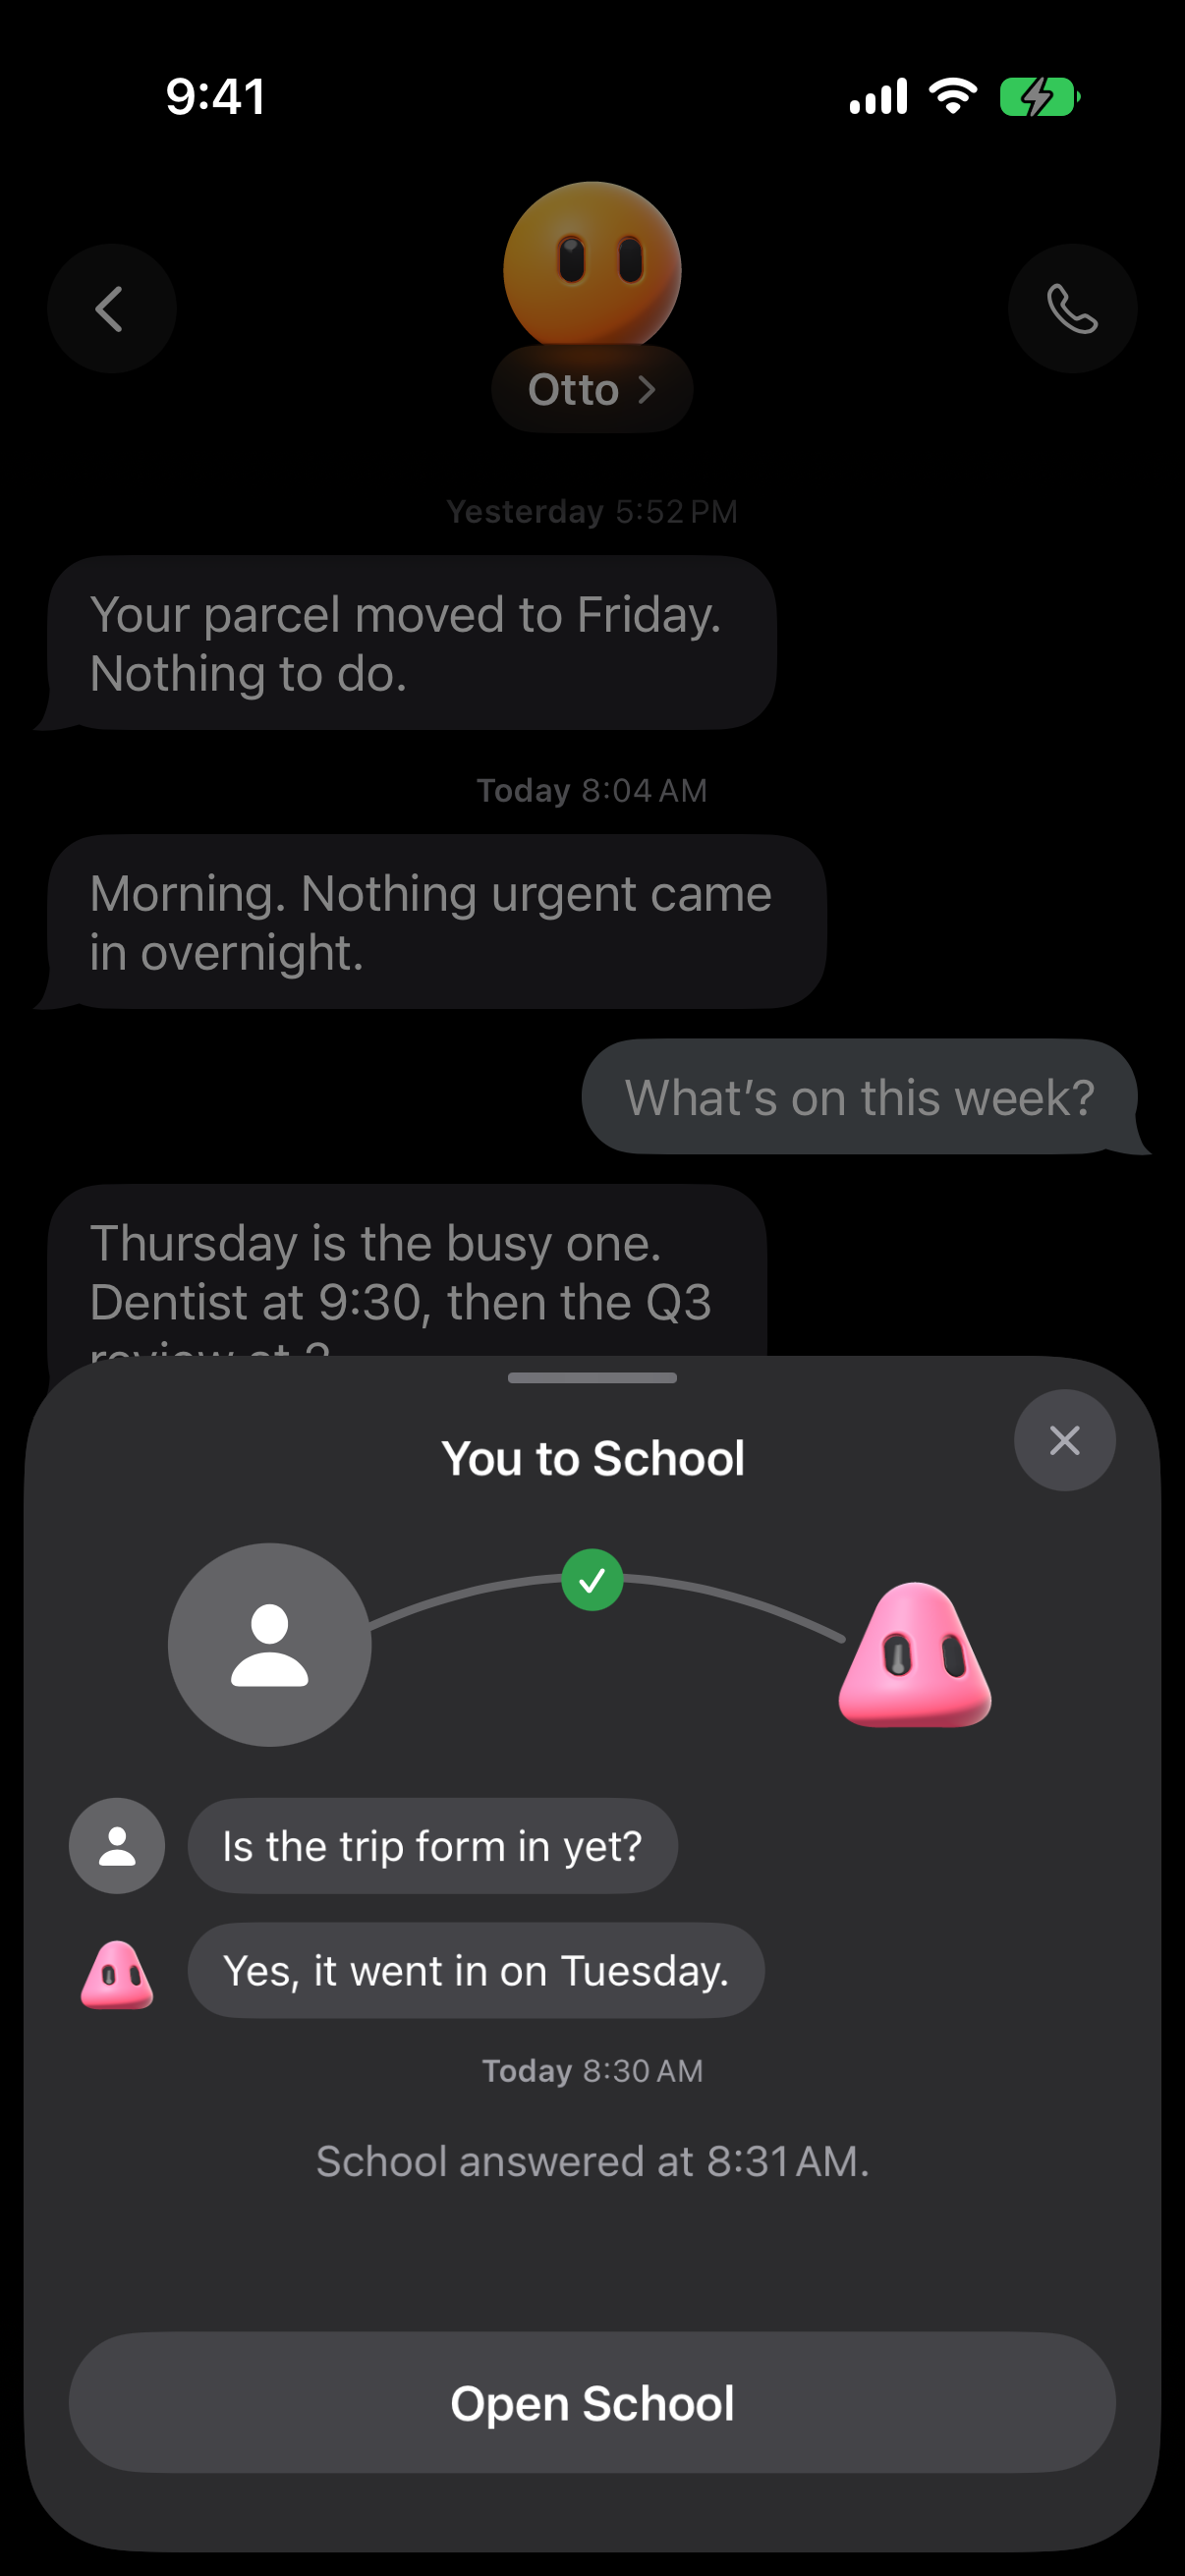 9:41
Otto
Yesterday 5:52 PM
Your parcel moved to Friday.
Nothing to do.
Today 8:04 AM
Morning. Nothing urgent came
in overnight.
What’s on this week?
Thursday is the busy one.
Dentist at 9:30, then the Q3
review at
You to School
Is the trip form in yet?
Yes, it went in on Tuesday.
Today 8:30 AM
School answered at 8:31 AM.
Open School